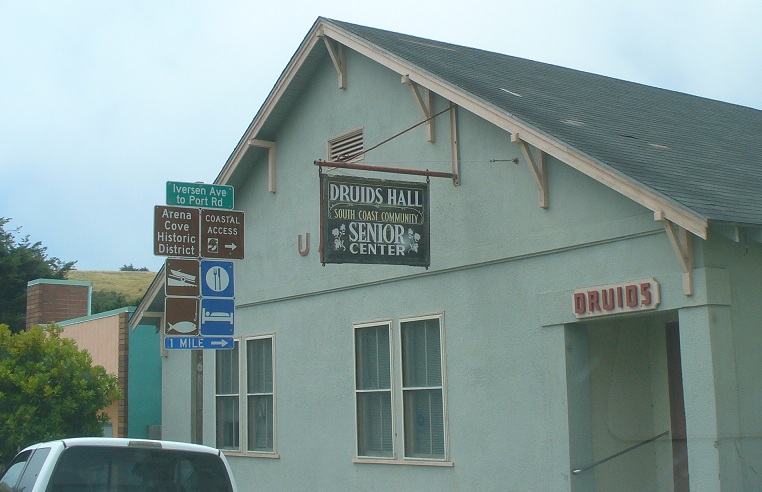 Iversen Ave
to Port Rd
Arena
Cove
Historic
District
COASTAL
ACCESS
1 MILE
DRUIDS HALL
SOUTH COAST COMMUNITY
SENIOR
CENTER
U
DRUIDS